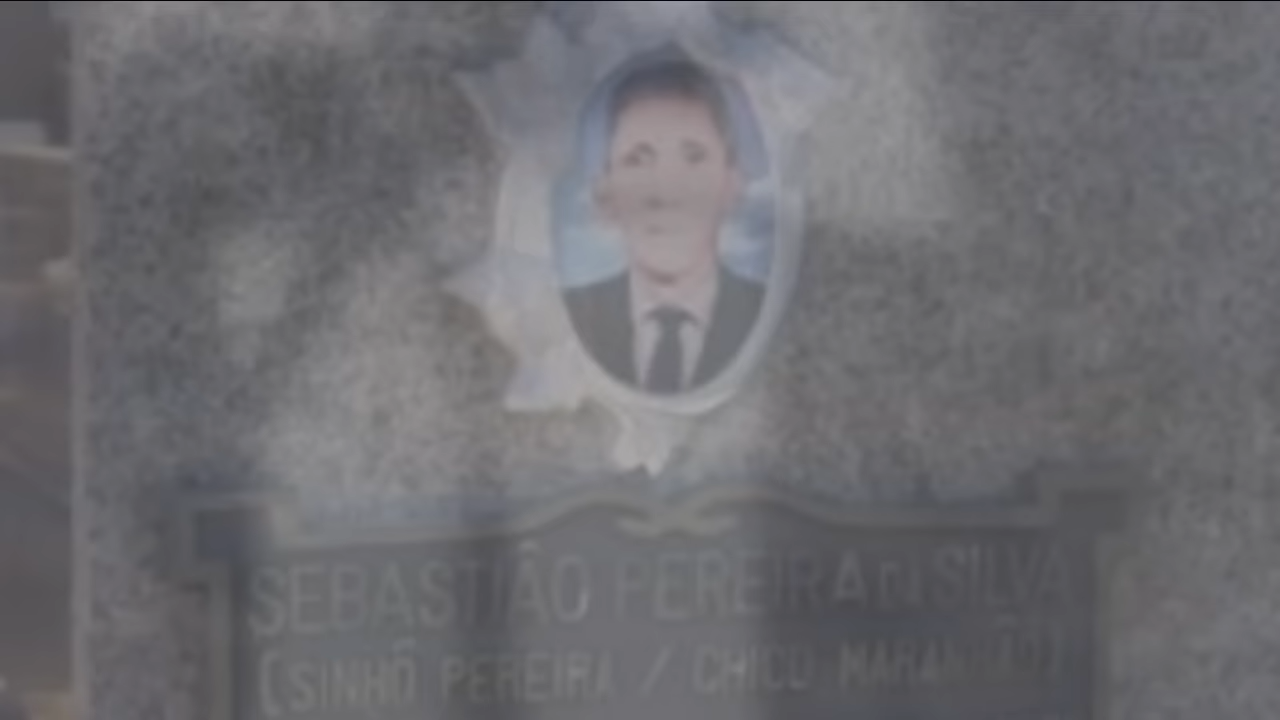 SEBASTIÃO PEREIRA DA SILVA
(SINHÔ PEREIRA / CHICO MARANHÃO)